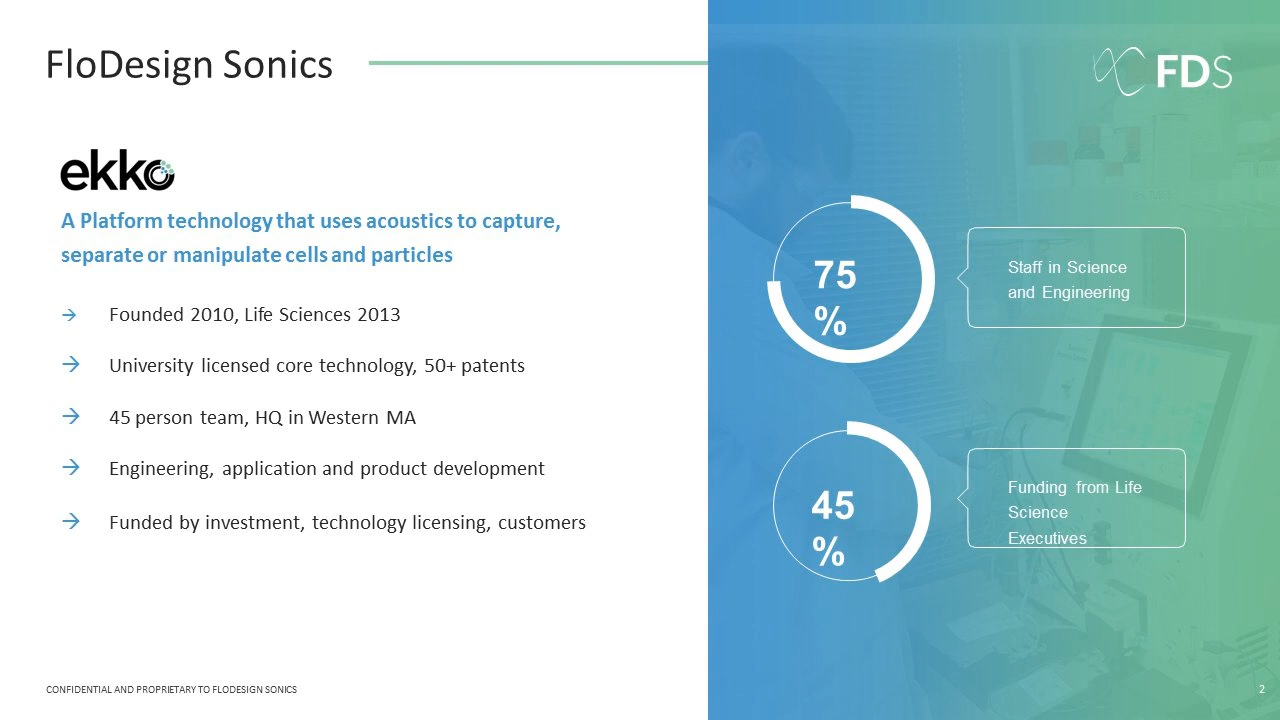 FloDesign Sonics
FDS
ekko
A Platform technology that uses acoustics to capture,
separate or manipulate cells and particles
→ Founded 2010, Life Sciences 2013
→ University licensed core technology, 50+ patents
→ 45 person team, HQ in Western MA
→ Engineering, application and product development
→ Funded by investment, technology licensing, customers
75
%
Staff in Science
and Engineering
45
%
Funding from Life
Science
Executives
CONFIDENTIAL AND PROPRIETARY TO FLODESIGN SONICS
2